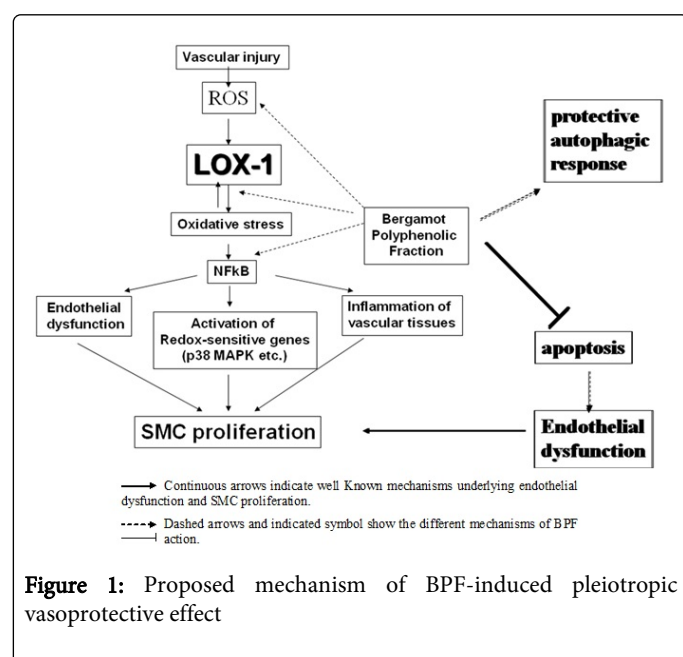 Vascular injury
ROS
LOX-1
Oxidative stress
NFkB
Endothelial
dysfunction
Activation of
Redox-sensitive genes
(p38 MAPK etc.)
Inflammation of
vascular tissues
SMC proliferation
Bergamot
Polyphenolic
Fraction
protective
autophagic
response
apoptosis
Endothelial
dysfunction
Continuous arrows indicate well Known mechanisms underlying endothelial
dysfunction and SMC proliferation.
Dashed arrows and indicated symbol show the different mechanisms of BPF
action.
Figure 1: Proposed mechanism of BPF-induced pleiotropic
vasoprotective effect